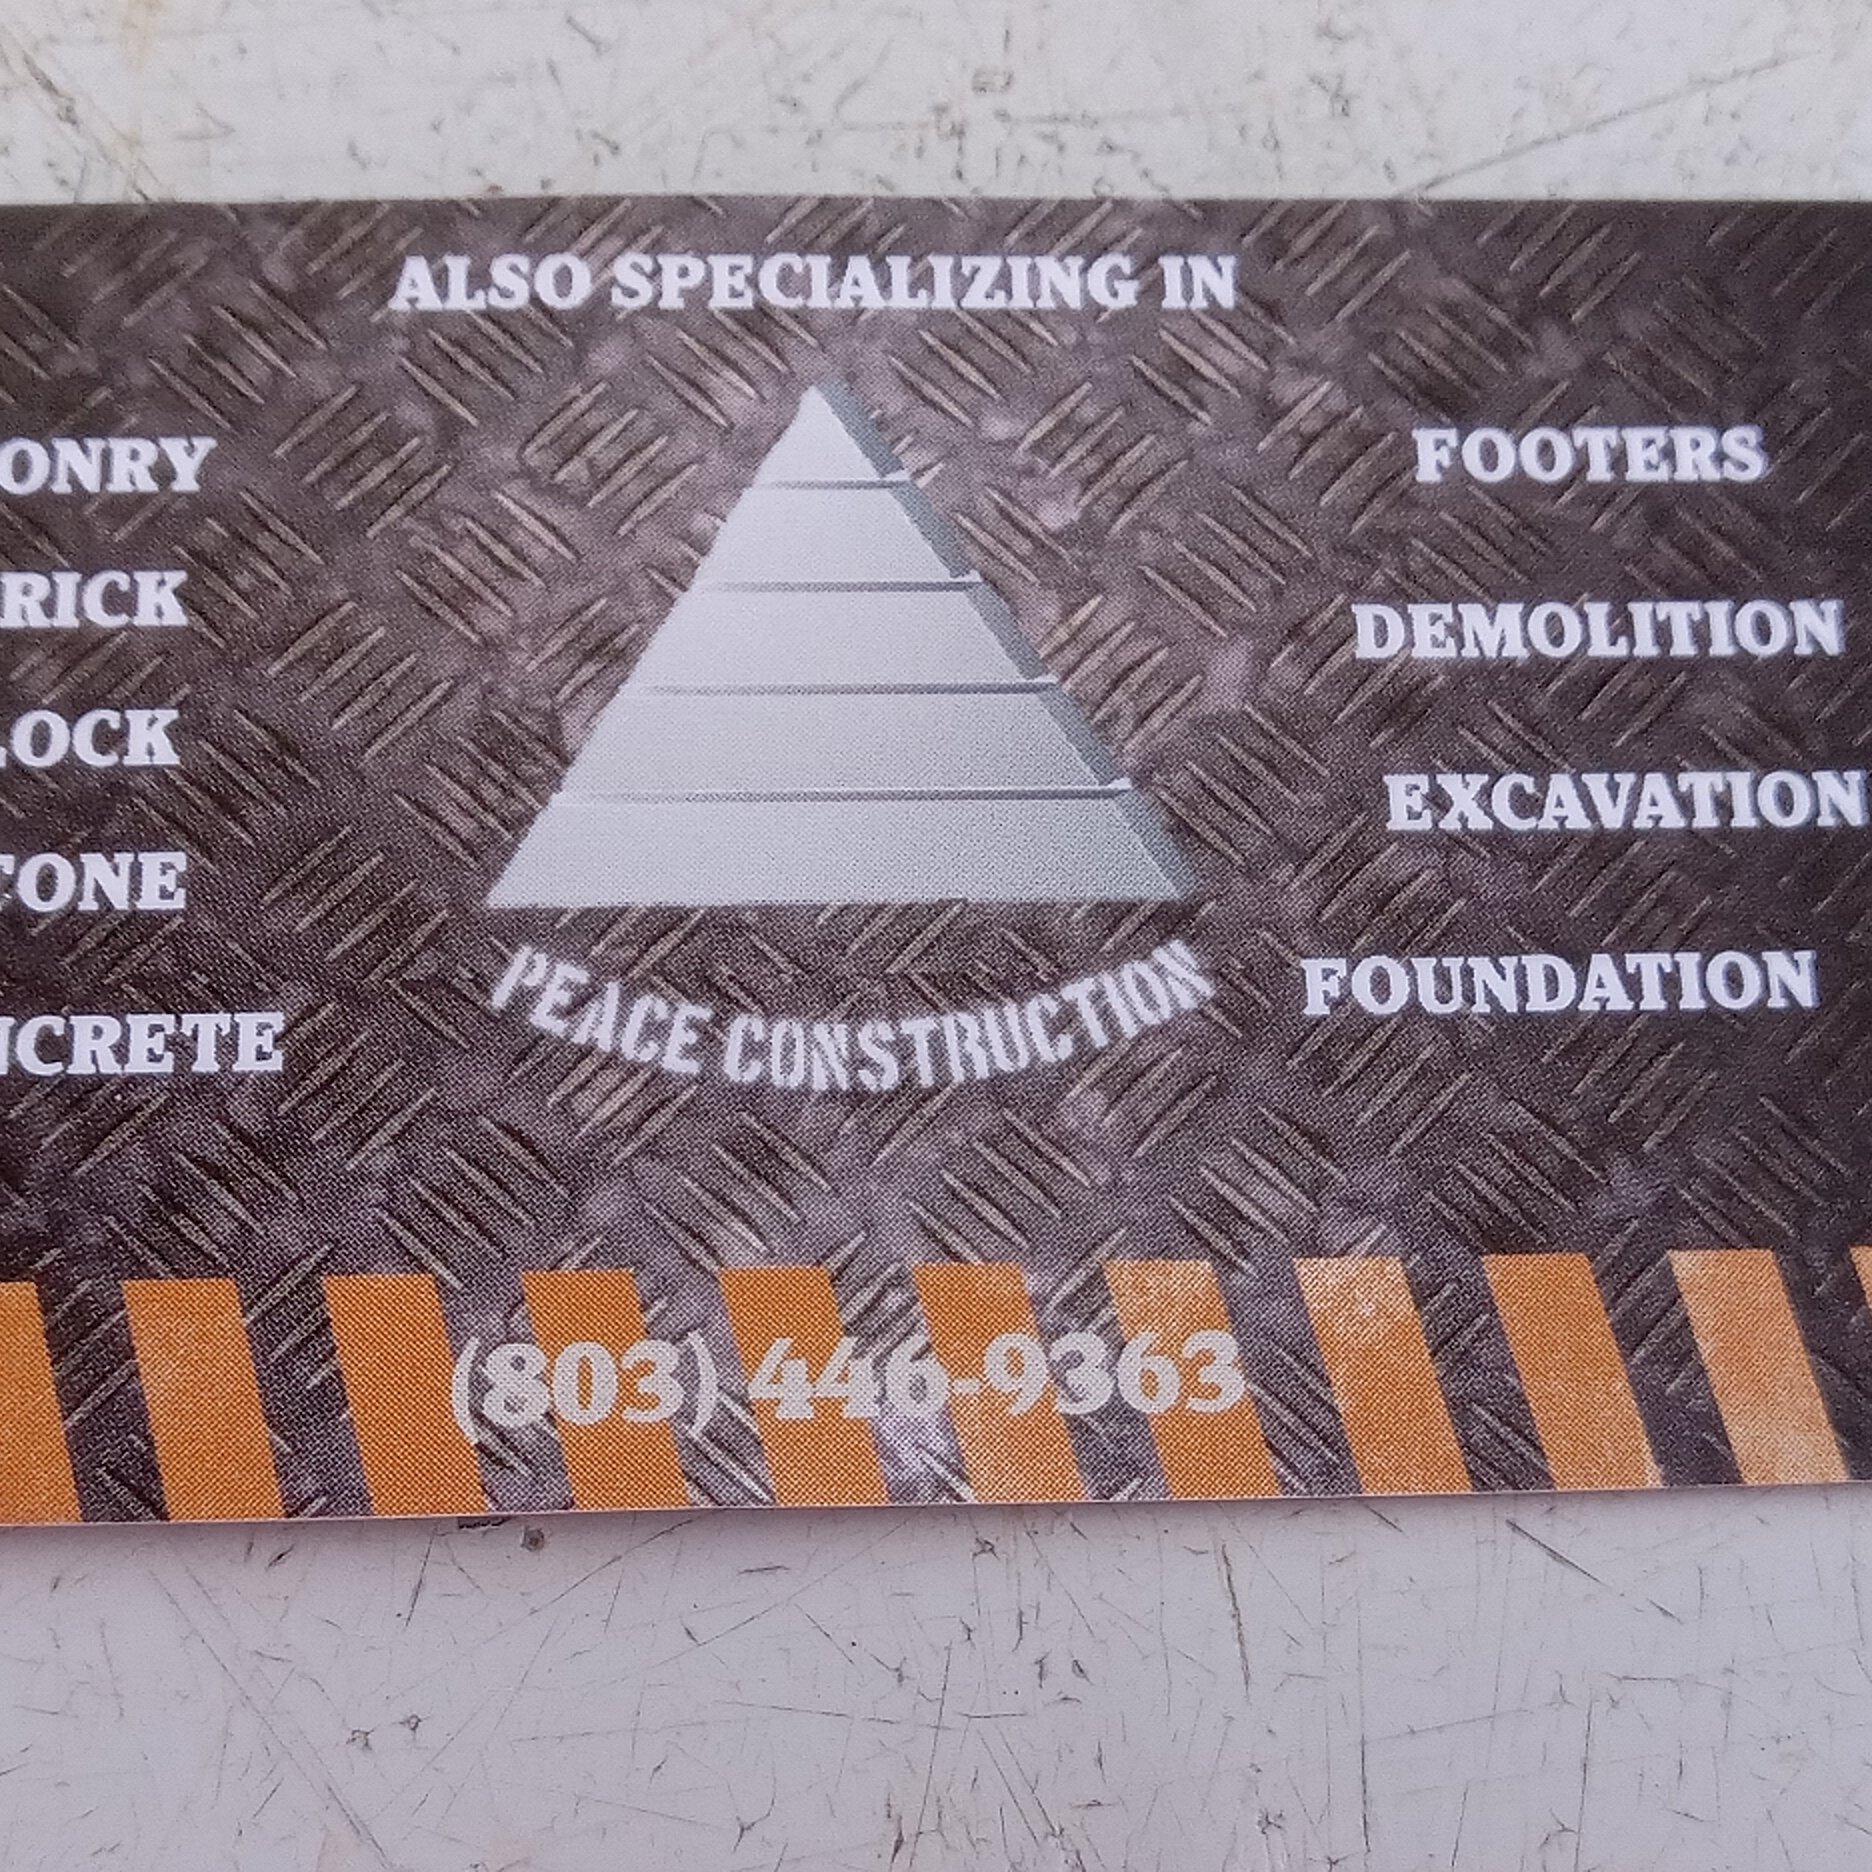 ALSO SPECIALIZING IN
ONRY
RICK
LOCK
TONE
NCRETE
PEACE CONSTRUCTION
FOOTERS
DEMOLITION
EXCAVATION
FOUNDATION
(803) 446-9363